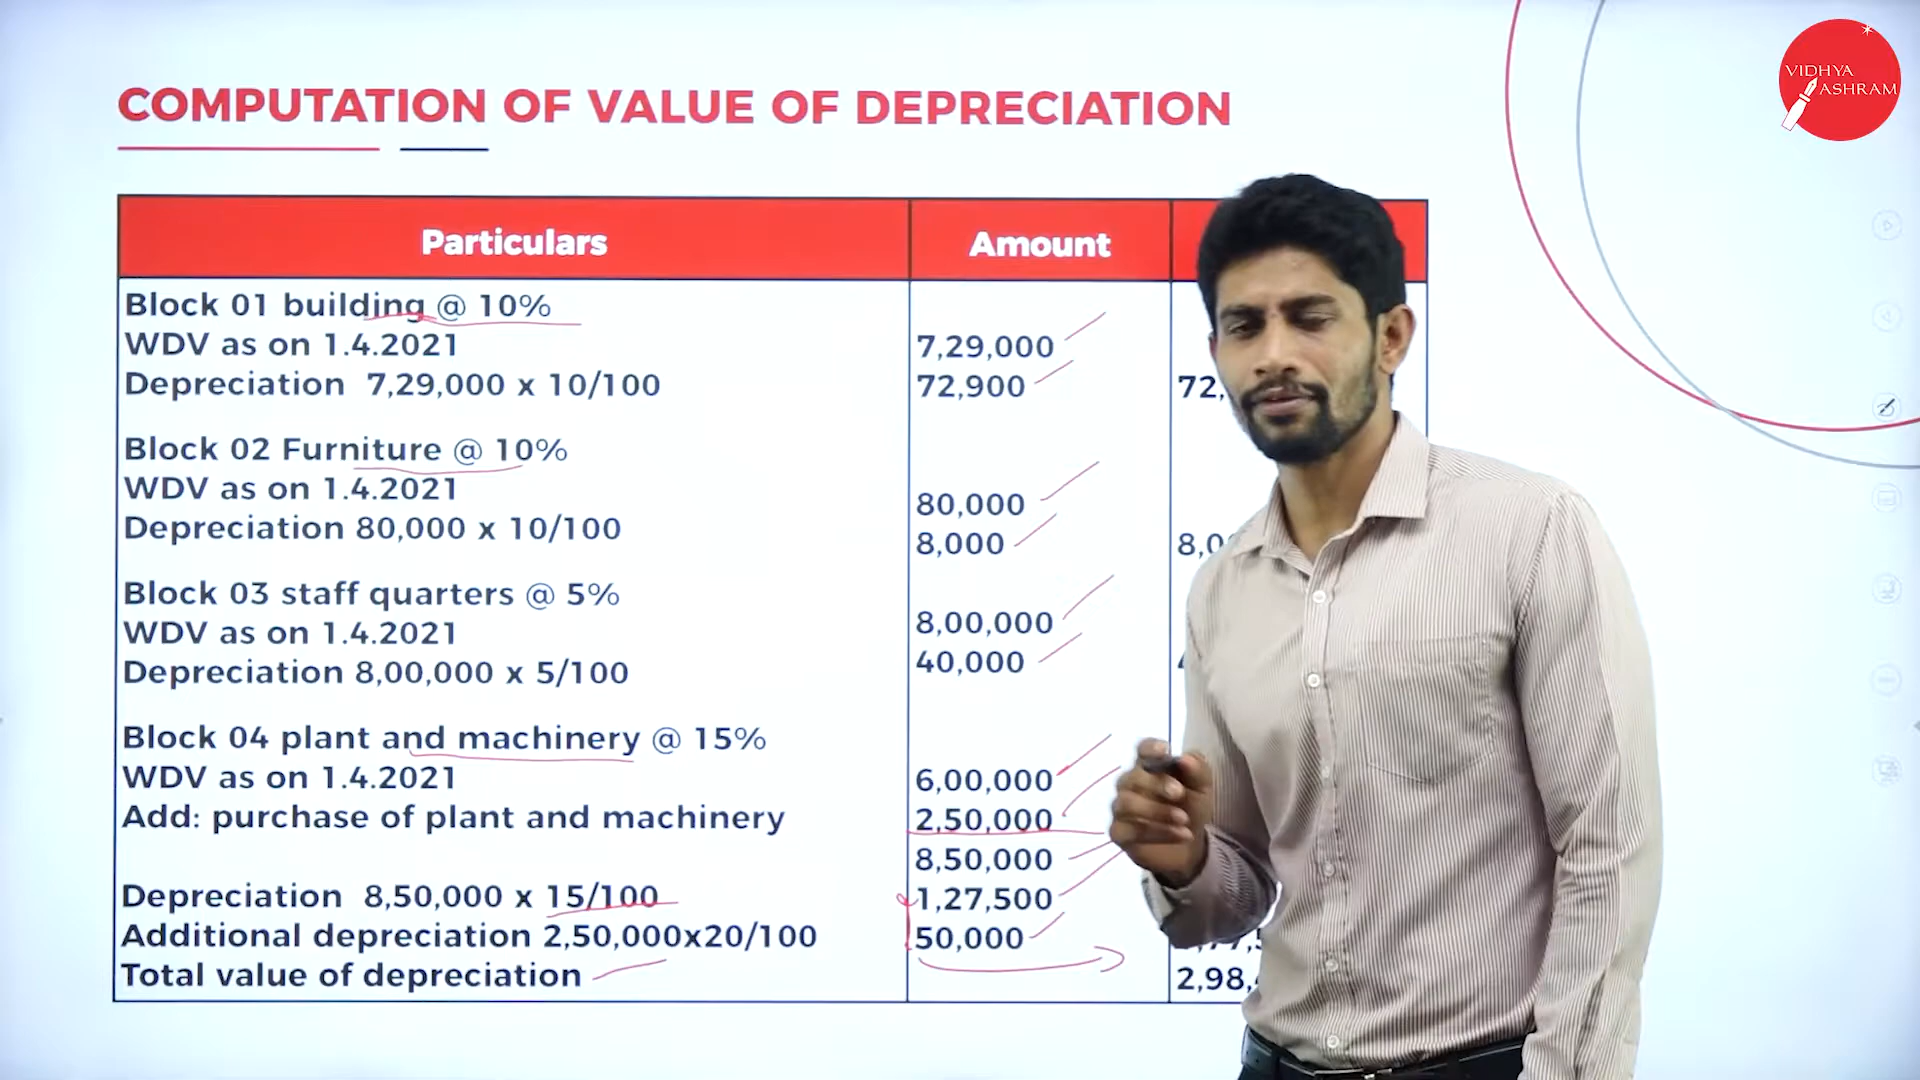 VIDHYA
ASHRAM
COMPUTATION OF VALUE OF DEPRECIATION
Particulars Amount
Block 01 building @ 10%
WDV as on 1.4.2021 7,29,000
Depreciation 7,29,000 x 10/100 72,900 72,
Block 02 Furniture @ 10%
WDV as on 1.4.2021 80,000
Depreciation 80,000 x 10/100 8,000 8,0
Block 03 staff quarters @ 5%
WDV as on 1.4.2021 8,00,000
Depreciation 8,00,000 x 5/100 40,000
Block 04 plant and machinery @ 15%
WDV as on 1.4.2021 6,00,000
Add: purchase of plant and machinery 2,50,000
8,50,000
Depreciation 8,50,000 x 15/100 1,27,500
Additional depreciation 2,50,000x20/100 50,000
Total value of depreciation 2,98,